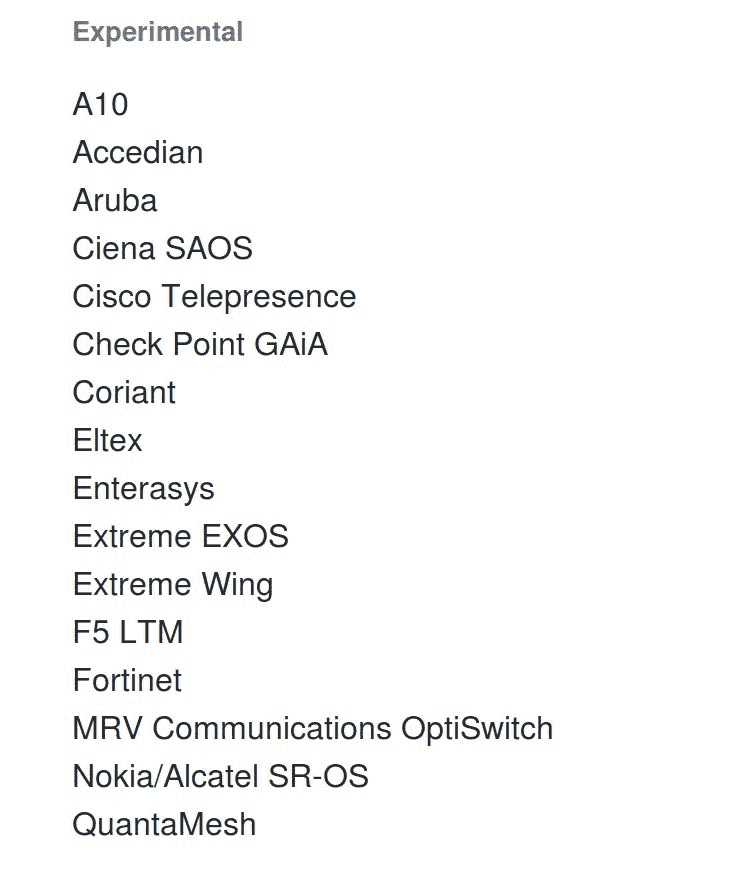 Experimental
A10
Accedian
Aruba
Ciena SAOS
Cisco Telepresence
Check Point GAiA
Coriant
Eltex
Enterasys
Extreme EXOS
Extreme Wing
F5 LTM
Fortinet
MRV Communications OptiSwitch
Nokia/Alcatel SR-OS
QuantaMesh